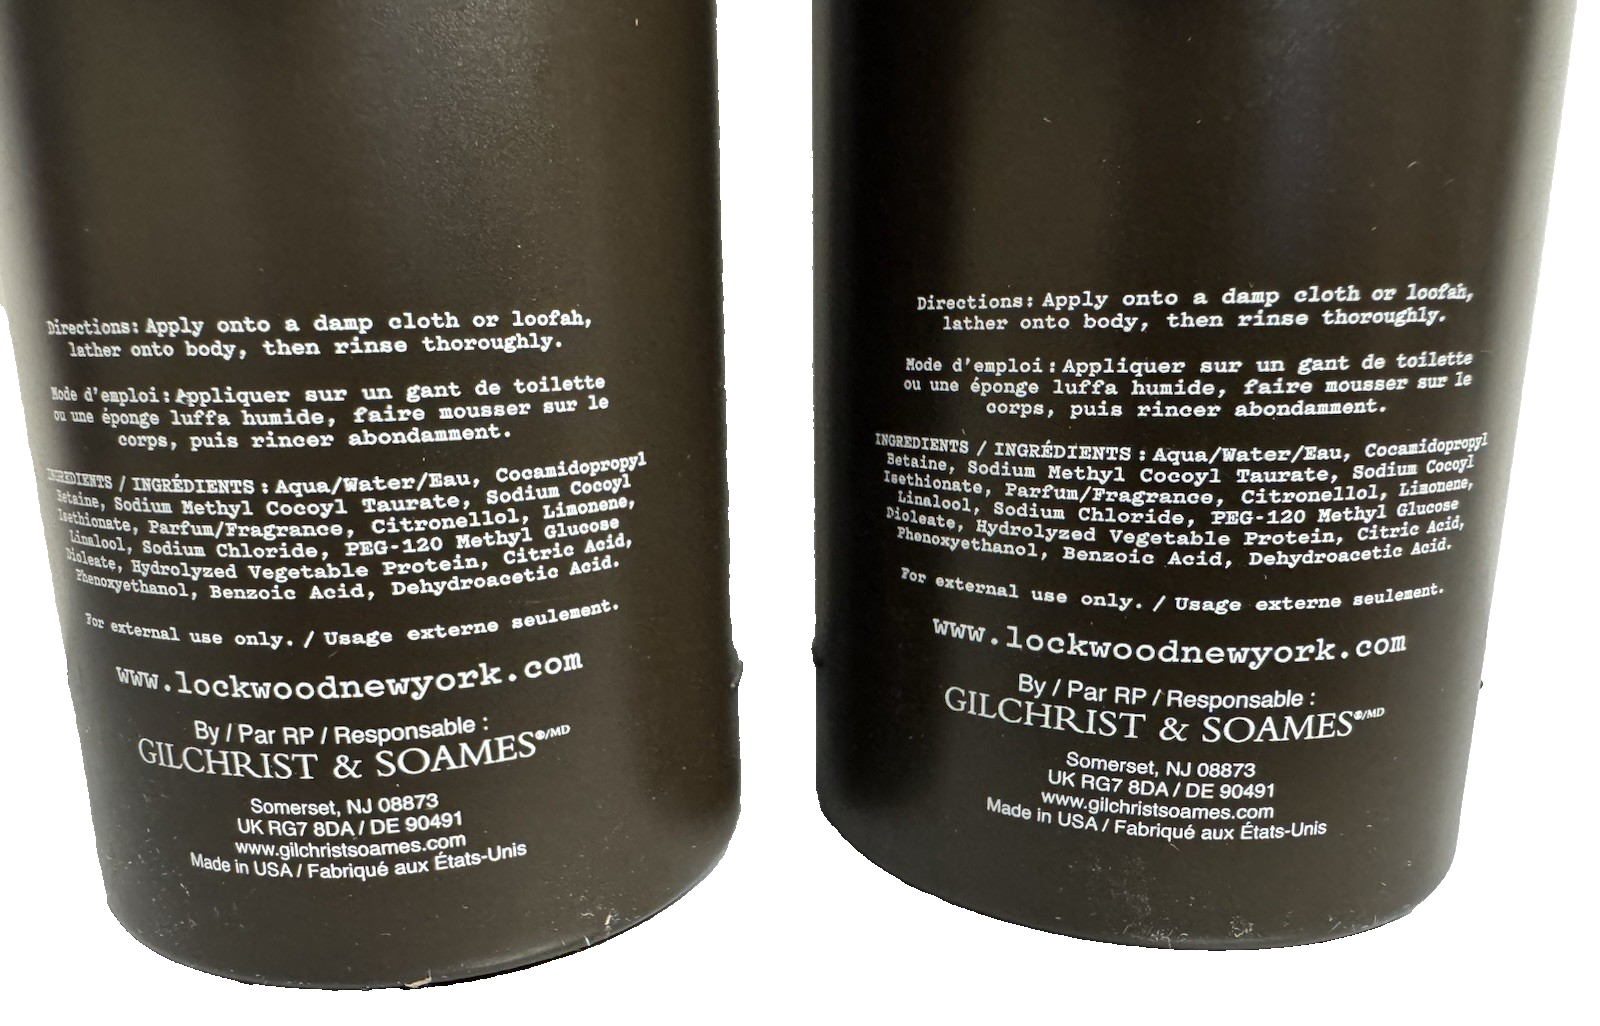 Directions: Apply onto a damp cloth or loofah,
lather onto body, then rinse thoroughly.
Mode d'emploi: Appliquer sur un gant de toilette
ou une éponge luffa humide, faire mousser sur le
corps, puis rincer abondamment.
INGREDIENTS / INGRÉDIENTS : Aqua/Water/Eau, Cocamidopropyl
Betaine, Sodium Methyl Cocoyl Taurate, Sodium Cocoyl
Isethionate, Parfum/Fragrance, Citronellol, Limonene,
Linalool, Sodium Chloride, PEG-120 Methyl Glucose
Dioleate, Hydrolyzed Vegetable Protein, Citric Acid,
Phenoxyethanol, Benzoic Acid, Dehydroacetic Acid.
For external use only. / Usage externe seulement.
www.lockwoodnewyork.com
By / Par RP / Responsable :
GILCHRIST & SOAMES®/MD
Somerset, NJ 08873
UK RG7 8DA / DE 90491
www.gilchristsoames.com
Made in USA / Fabriqué aux États-Unis
Directions: Apply onto a damp cloth or loofah,
lather onto body, then rinse thoroughly.
Mode d'emploi: Appliquer sur un gant de toilette
ou une éponge luffa humide, faire mousser sur le
corps, puis rincer abondamment.
INGREDIENTS / INGRÉDIENTS : Aqua/Water/Eau, Cocamidopropyl
Betaine, Sodium Methyl Cocoyl Taurate, Sodium Cocoyl
Isethionate, Parfum/Fragrance, Citronellol, Limonene,
Linalool, Sodium Chloride, PEG-120 Methyl Glucose
Dioleate, Hydrolyzed Vegetable Protein, Citric Acid,
Phenoxyethanol, Benzoic Acid, Dehydroacetic Acid.
For external use only. / Usage externe seulement.
www.lockwoodnewyork.com
By / Par RP / Responsable :
GILCHRIST & SOAMES®/MD
Somerset, NJ 08873
UK RG7 8DA / DE 90491
www.gilchristsoames.com
Made in USA / Fabriqué aux États-Unis